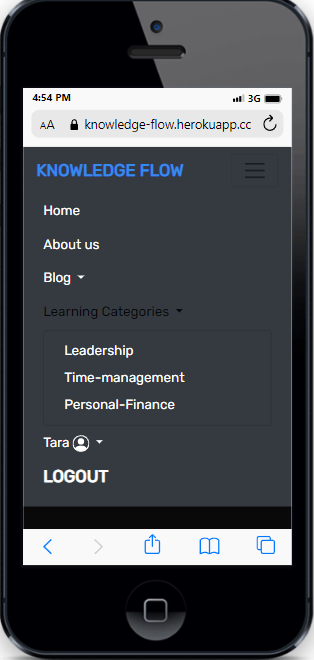 4:54 PM
3G
AA
knowledge-flow.herokuapp.cc
KNOWLEDGE FLOW
Home
About us
Blog
Learning Categories
Leadership
Time-management
Personal-Finance
Tara
LOGOUT